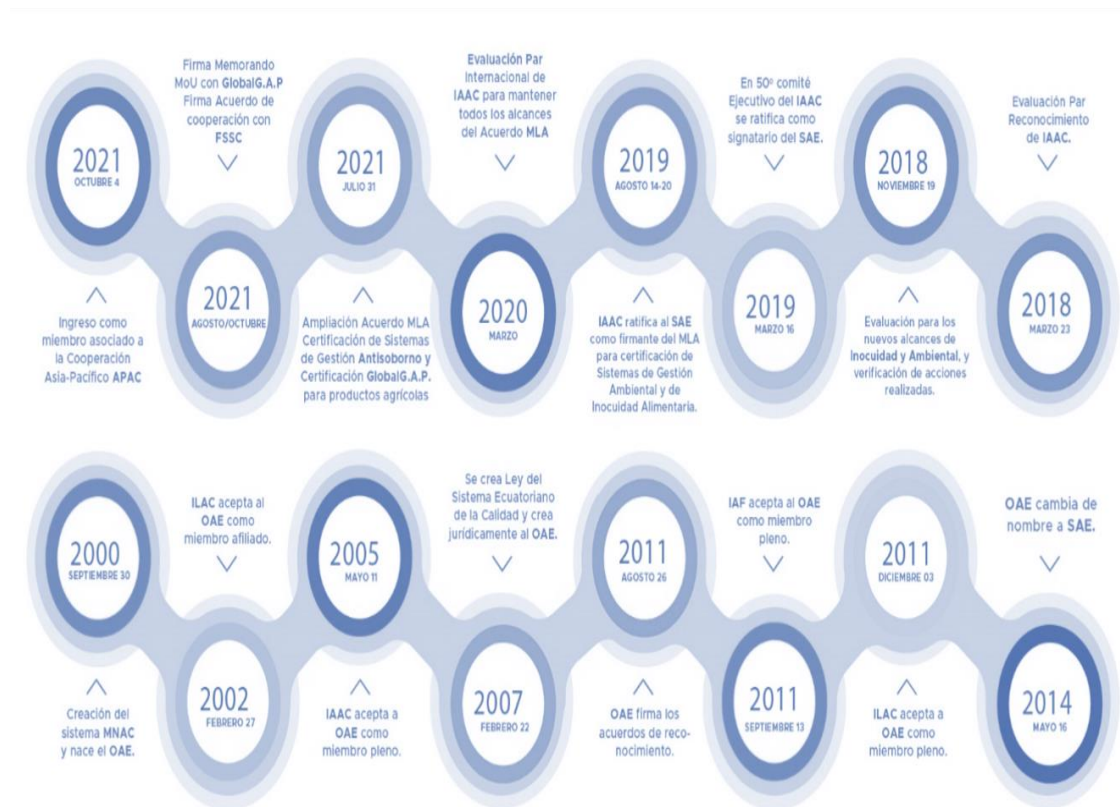 2021
OCTUBRE 4
Ingreso como
miembro asociado a
la Cooperación
Asia-Pacífico APAC
Firma Memorando
MoU con GlobalG.A.P
Firma Acuerdo de
cooperación con
FSSC
2021
AGOSTO/OCTUBRE
2021
JULIO 31
Ampliación Acuerdo MLA
Certificación de Sistemas
de Gestión Antisoborno y
Certificación GlobalG.A.P.
para productos agrícolas
Evaluación Par
Internacional de
IAAC para mantener
todos los alcances
del Acuerdo MLA
2020
MARZO
2019
AGOSTO 14-20
IAAC ratifica al SAE
como firmante del MLA
para certificación de
Sistemas de Gestión
Ambiental y de
Inocuidad Alimentaria.
En 50º comité
Ejecutivo del IAAC
se ratifica como
signatario del SAE.
2019
MARZO 16
2018
NOVIEMBRE 19
Evaluación para los
nuevos alcances de
Inocuidad y Ambiental, y
verificación de acciones
realizadas.
Evaluación Par
Reconocimiento
de IAAC.
2018
MARZO 23
2000
SEPTIEMBRE 30
Creación del
sistema MNAC
y nace el OAE.
ILAC acepta al
OAE como
miembro afiliado.
2002
FEBRERO 27
2005
MAYO 11
IAAC acepta a
OAE como
miembro pleno.
Se crea Ley del
Sistema Ecuatoriano
de la Calidad y crea
jurídicamente al OAE.
2007
FEBRERO 22
2011
AGOSTO 26
OAE firma los
acuerdos de reco-
nocimiento.
IAF acepta al OAE
como miembro
pleno.
2011
SEPTIEMBRE 13
2011
DICIEMBRE 03
ILAC acepta a
OAE como
miembro pleno.
OAE cambia de
nombre a SAE.
2014
MAYO 16